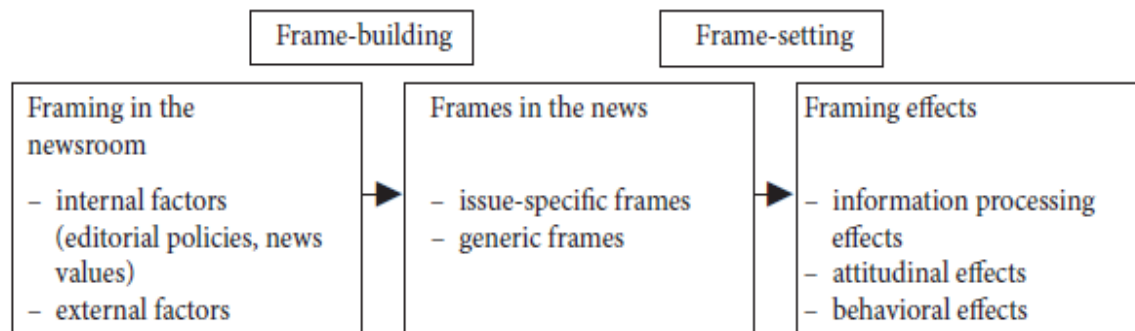 Frame-building
Frame-setting
Framing in the
newsroom
– internal factors
(editorial policies, news
values)
– external factors
Frames in the news
– issue-specific frames
– generic frames
Framing effects
– information processing
effects
– attitudinal effects
– behavioral effects